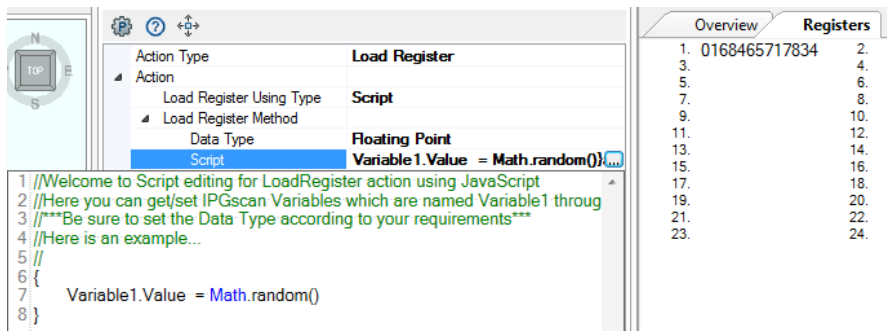 N
TOP
E
S
Action Type Load Register
Action
Load Register Using Type Script
Load Register Method
Data Type Floating Point
Script Variable1.Value = Math.random()}
...
1 //Welcome to Script editing for LoadRegister action using JavaScript
2 //Here you can get/set IPGscan Variables which are named Variable1 throug
3 //***Be sure to set the Data Type according to your requirements***
4 //Here is an example...
5 //
6 {
7 Variable1.Value = Math.random()
8 }
Overview Registers
1. 0168465717834 2.
3. 4.
5. 6.
7. 8.
9. 10.
11. 12.
13. 14.
15. 16.
17. 18.
19. 20.
21. 22.
23. 24.